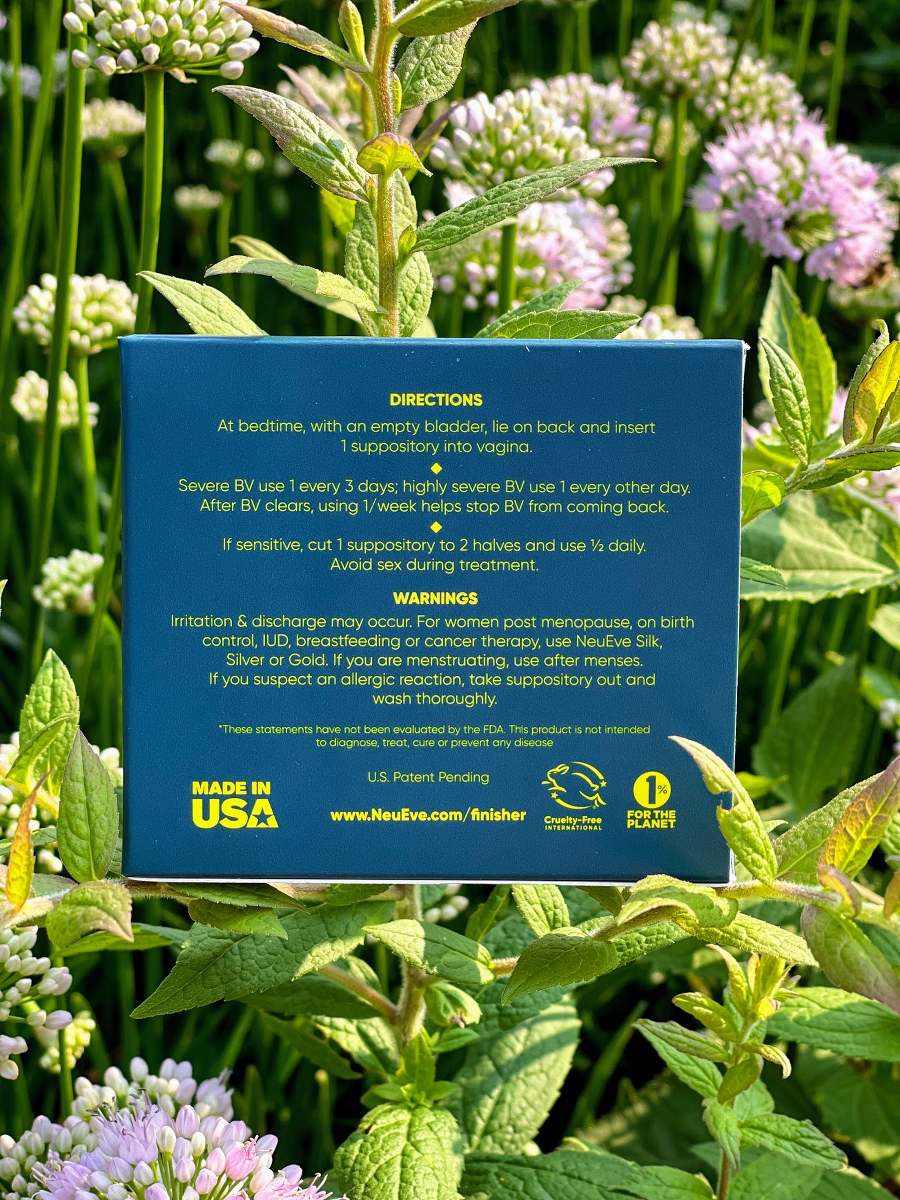 DIRECTIONS
At bedtime, with an empty bladder, lie on back and insert
1 suppository into vagina.
Severe BV use 1 every 3 days; highly severe BV use 1 every other day.
After BV clears, using 1/week helps stop BV from coming back.
If sensitive, cut 1 suppository to 2 halves and use ½ daily.
Avoid sex during treatment.
WARNINGS
Irritation & discharge may occur. For women post menopause, on birth
control, IUD, breastfeeding or cancer therapy, use NeuEve Silk,
Silver or Gold. If you are menstruating, use after menses.
If you suspect an allergic reaction, take suppository out and
wash thoroughly.
*These statements have not been evaluated by the FDA. This product is not intended
to diagnose, treat, cure or prevent any disease
MADE IN
USA
U.S. Patent Pending
www.NeuEve.com/finisher
Cruelty-Free
INTERNATIONAL
1%
FOR THE
PLANET